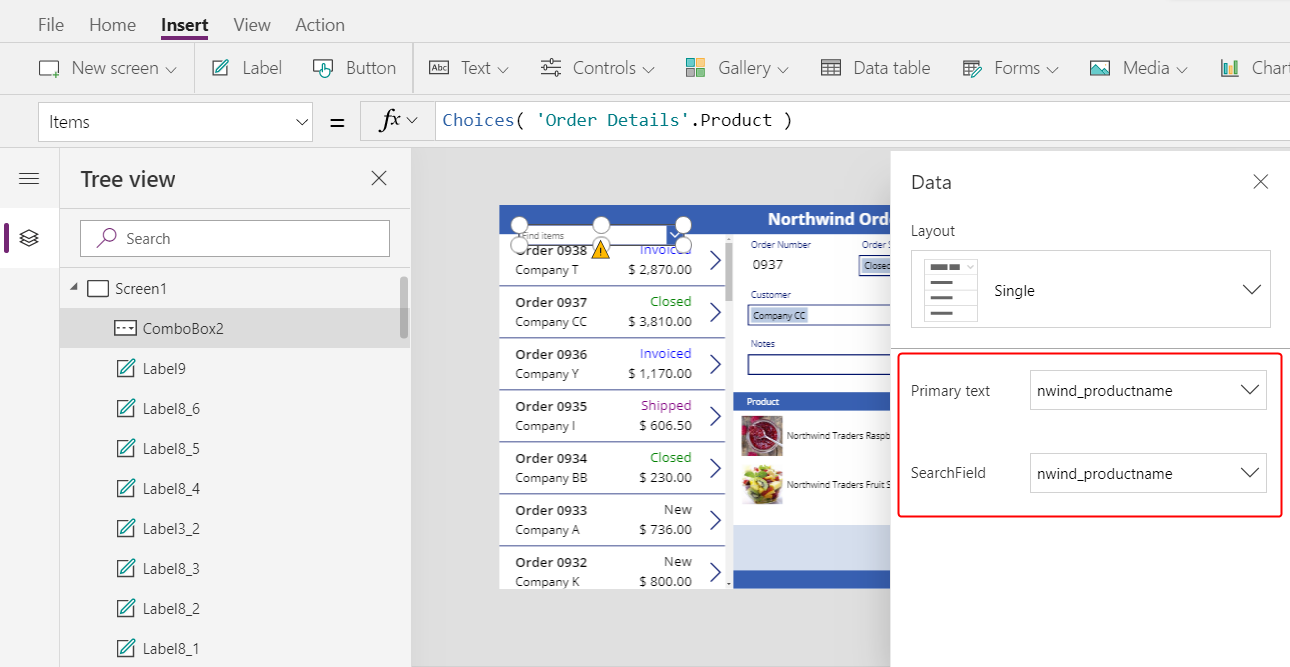 File Home Insert View Action
New screen Label Button Abc Text Controls Gallery Data table Forms Media Chart
Items = fx Choices( 'Order Details'.Product )
Tree view
Search
Screen1
ComboBox2
Label9
Label8_6
Label8_5
Label8_4
Label3_2
Label8_3
Label8_2
Label8_1
Northwind Ord
Find items
Order 0938 Invoiced
Company T $ 2,870.00
Order 0937 Closed
Company CC $ 3,810.00
Order 0936 Invoiced
Company Y $ 1,170.00
Order 0935 Shipped
Company I $ 606.50
Order 0934 Closed
Company BB $ 230.00
Order 0933 New
Company A $ 736.00
Order 0932 New
Company K $ 800.00
Order Number Order S
0937 Closed
Customer
Company CC
Notes
Product
Northwind Traders Raspb
Northwind Traders Fruit S
Data
Layout
Single
Primary text nwind_productname
SearchField nwind_productname